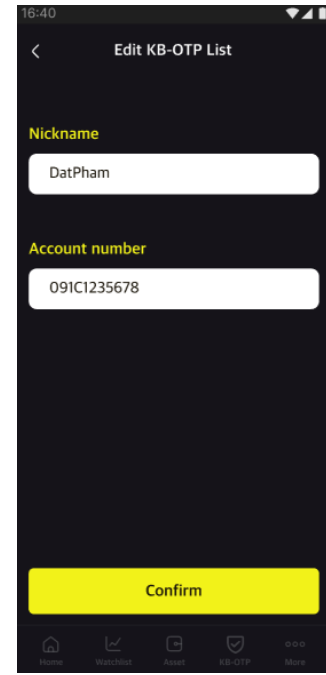 16:40
Edit KB-OTP List
Nickname
DatPham
Account number
091C1235678
Confirm
Home Watchlist Asset KB-OTP More